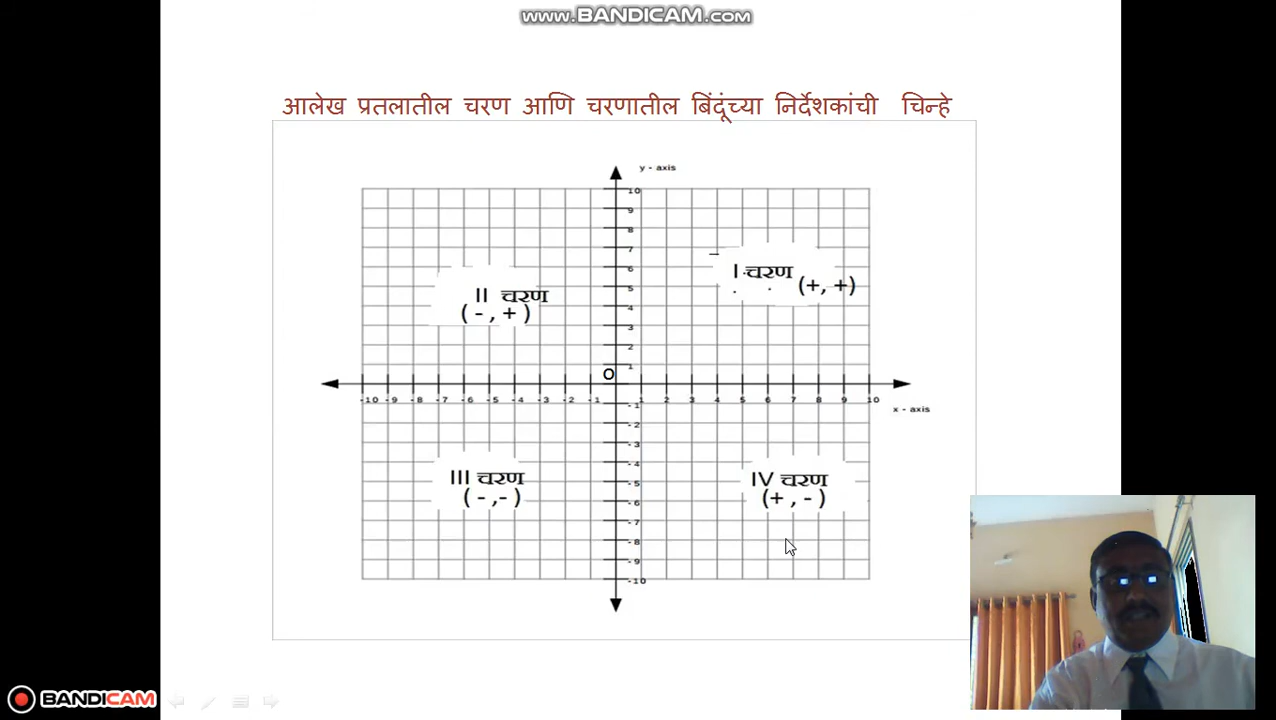 WWW.BANDICAM.COM
आलेख प्रतलातील चरण आणि चरणातील बिंदूंच्या निर्देशकांची चिन्हे
y - axis
10
9
8
7
6
5
4
3
2
1
I चरण
(+, +)
II चरण
( - , + )
O
-10 -9 -8 -7 -6 -5 -4 -3 -2 -1 1 2 3 4 5 6 7 8 9 10
x - axis
-1
-2
-3
-4
-5
-6
-7
-8
-9
-10
III चरण
( - ,- )
IV चरण
(+ , - )
BANDICAM